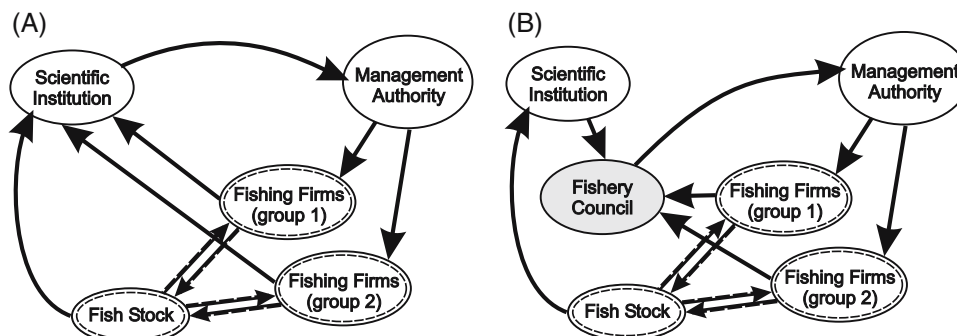 (A)
Scientific
Institution
Management
Authority
Fishing Firms
(group 1)
Fishing Firms
(group 2)
Fish Stock
(B)
Scientific
Institution
Management
Authority
Fishery
Council
Fishing Firms
(group 1)
Fishing Firms
(group 2)
Fish Stock